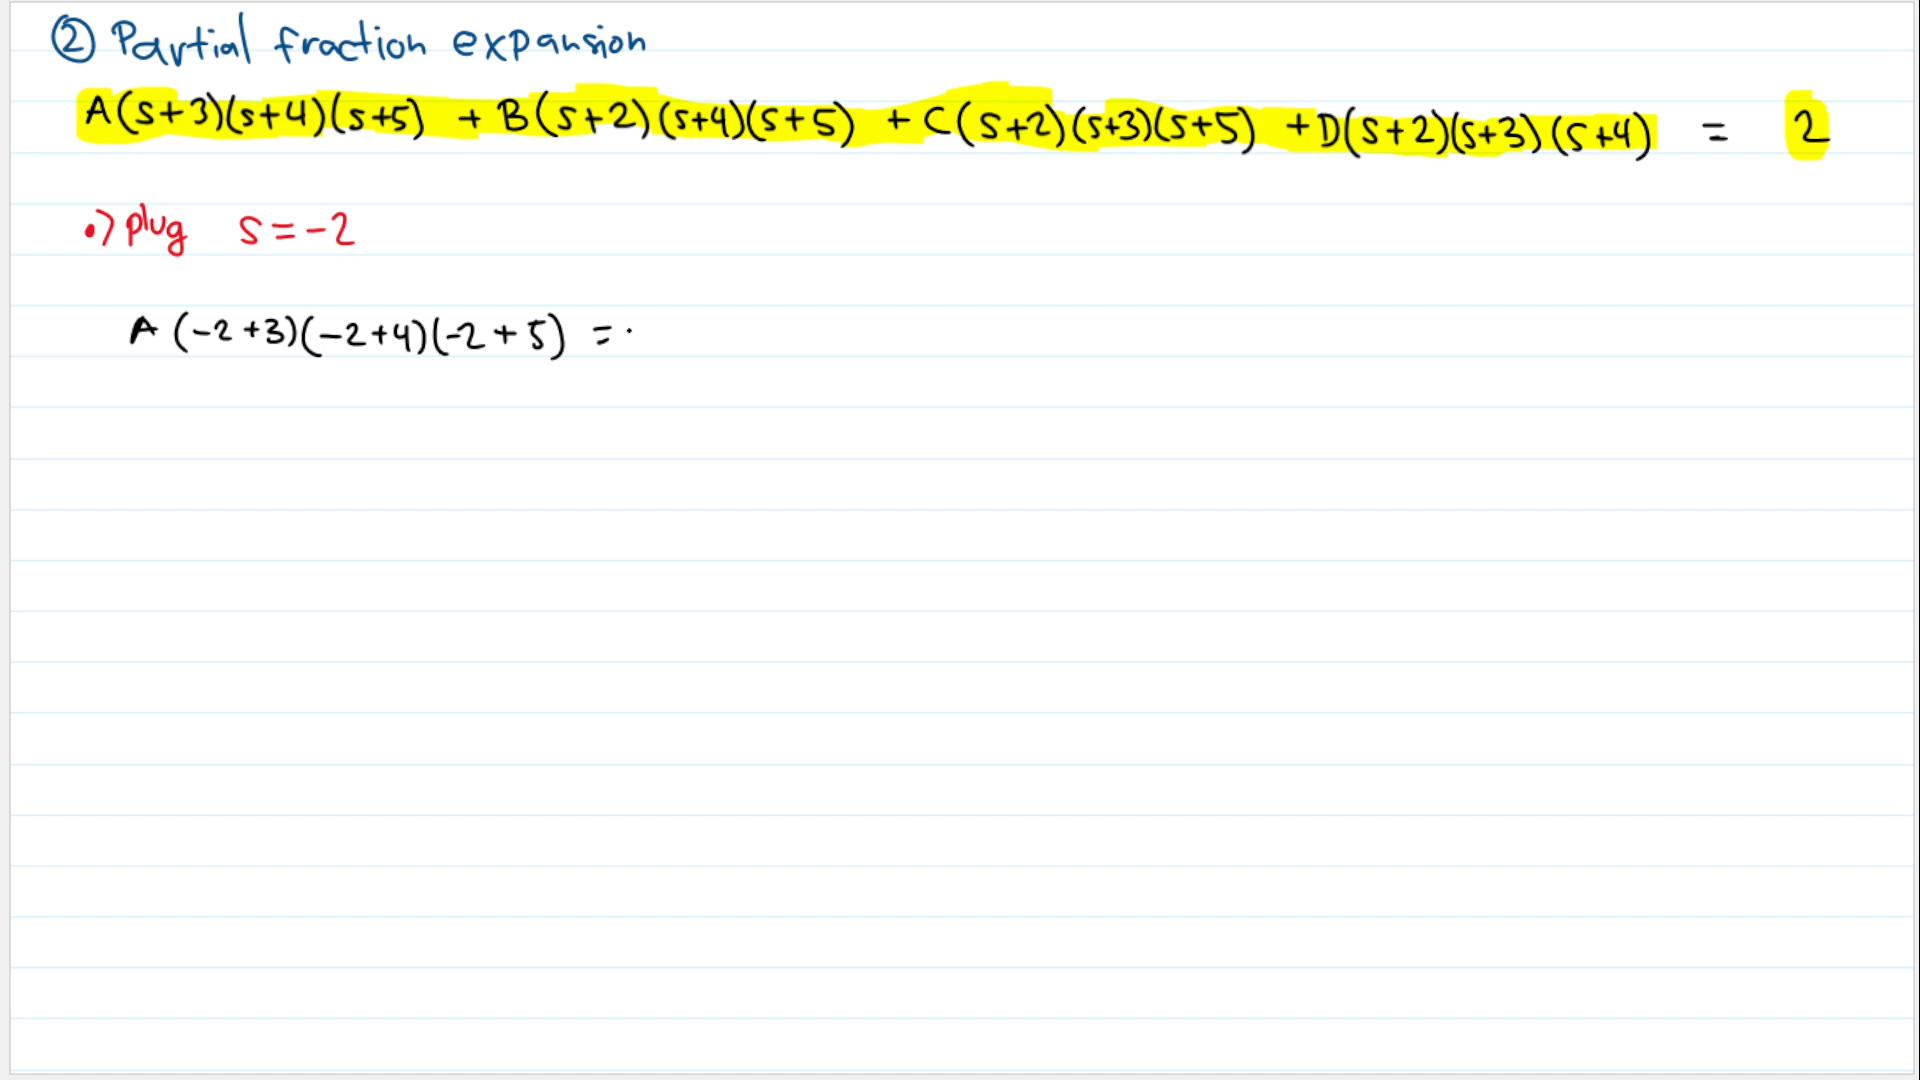 ② Partial fraction expansion
A(s+3)(s+4)(s+5) + B(s+2)(s+4)(s+5) + C(s+2)(s+3)(s+5) + D(s+2)(s+3)(s+4) = 2
•) plug s = -2
A (-2+3)(-2+4)(-2+5) =